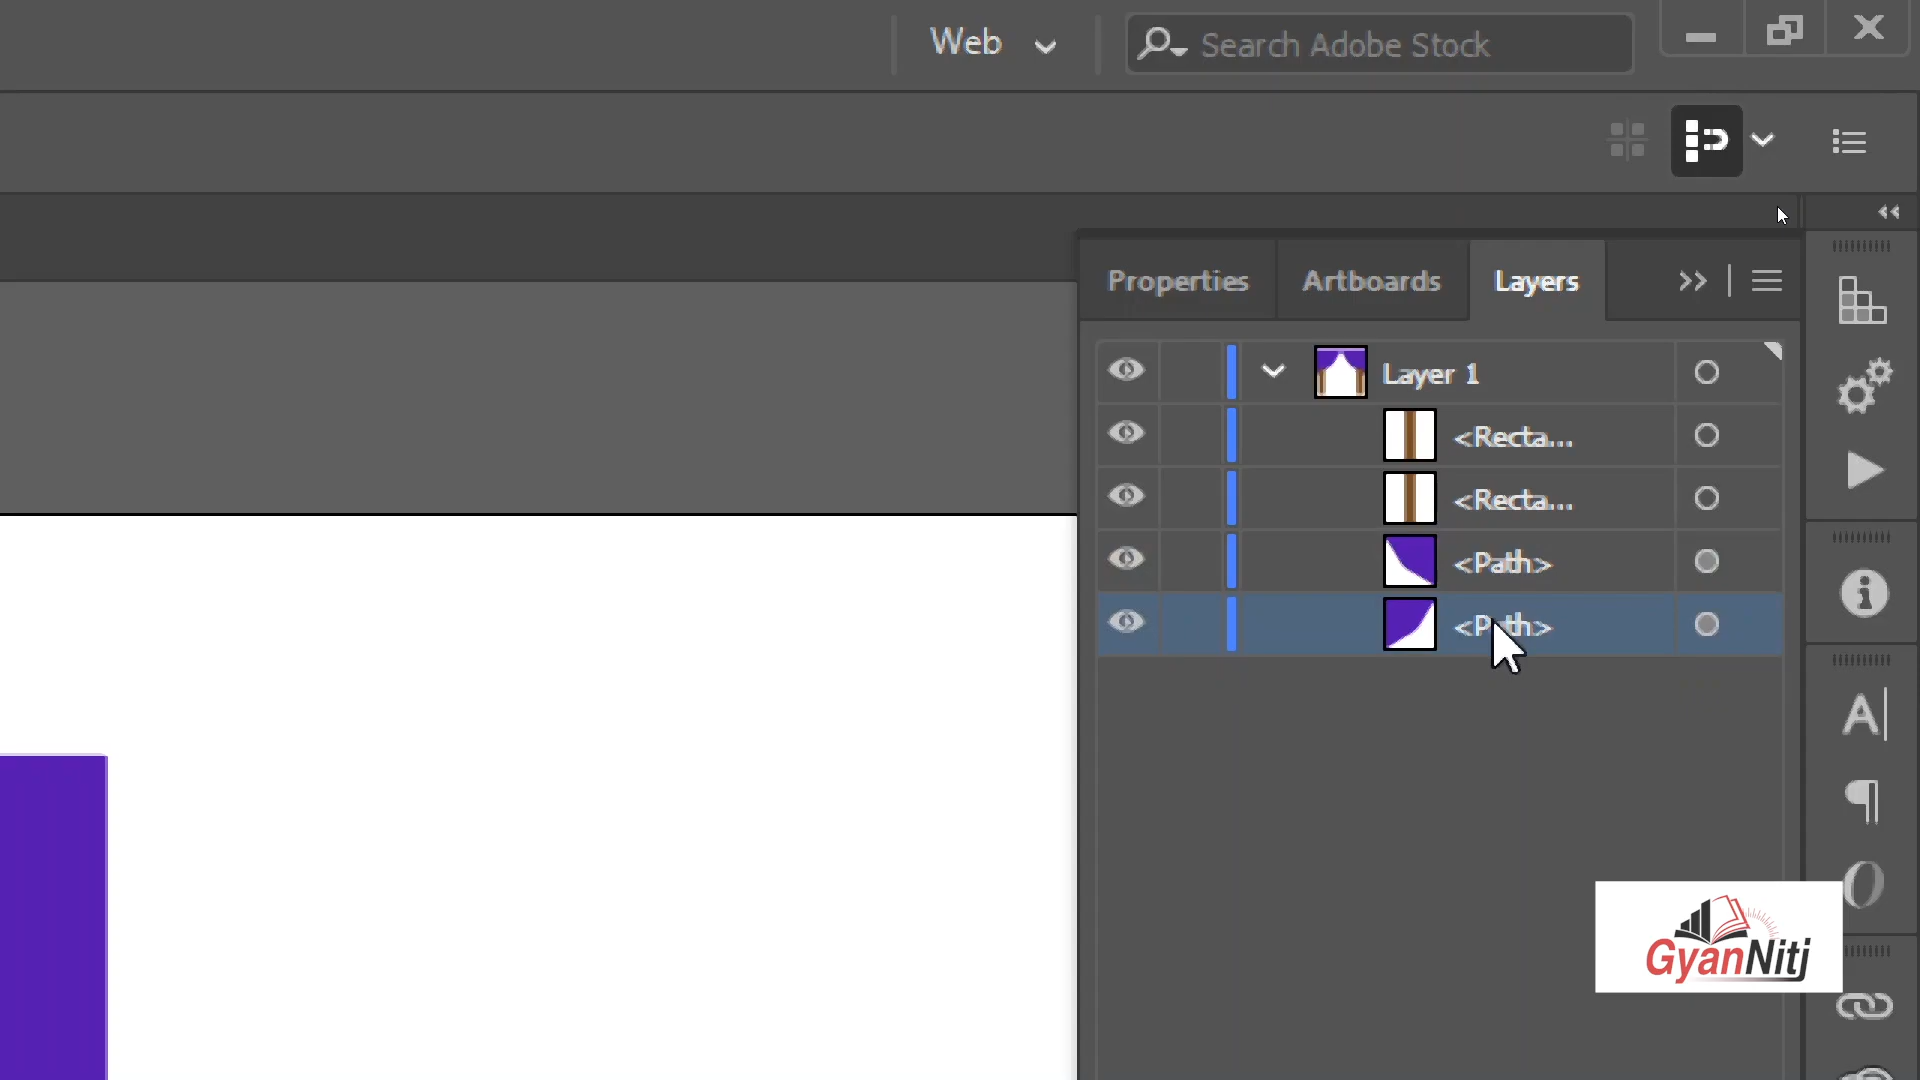 Web
Search Adobe Stock
Properties Artboards Layers
Layer 1
<Recta...
<Recta...
<Path>
<Path>
GyanNiti